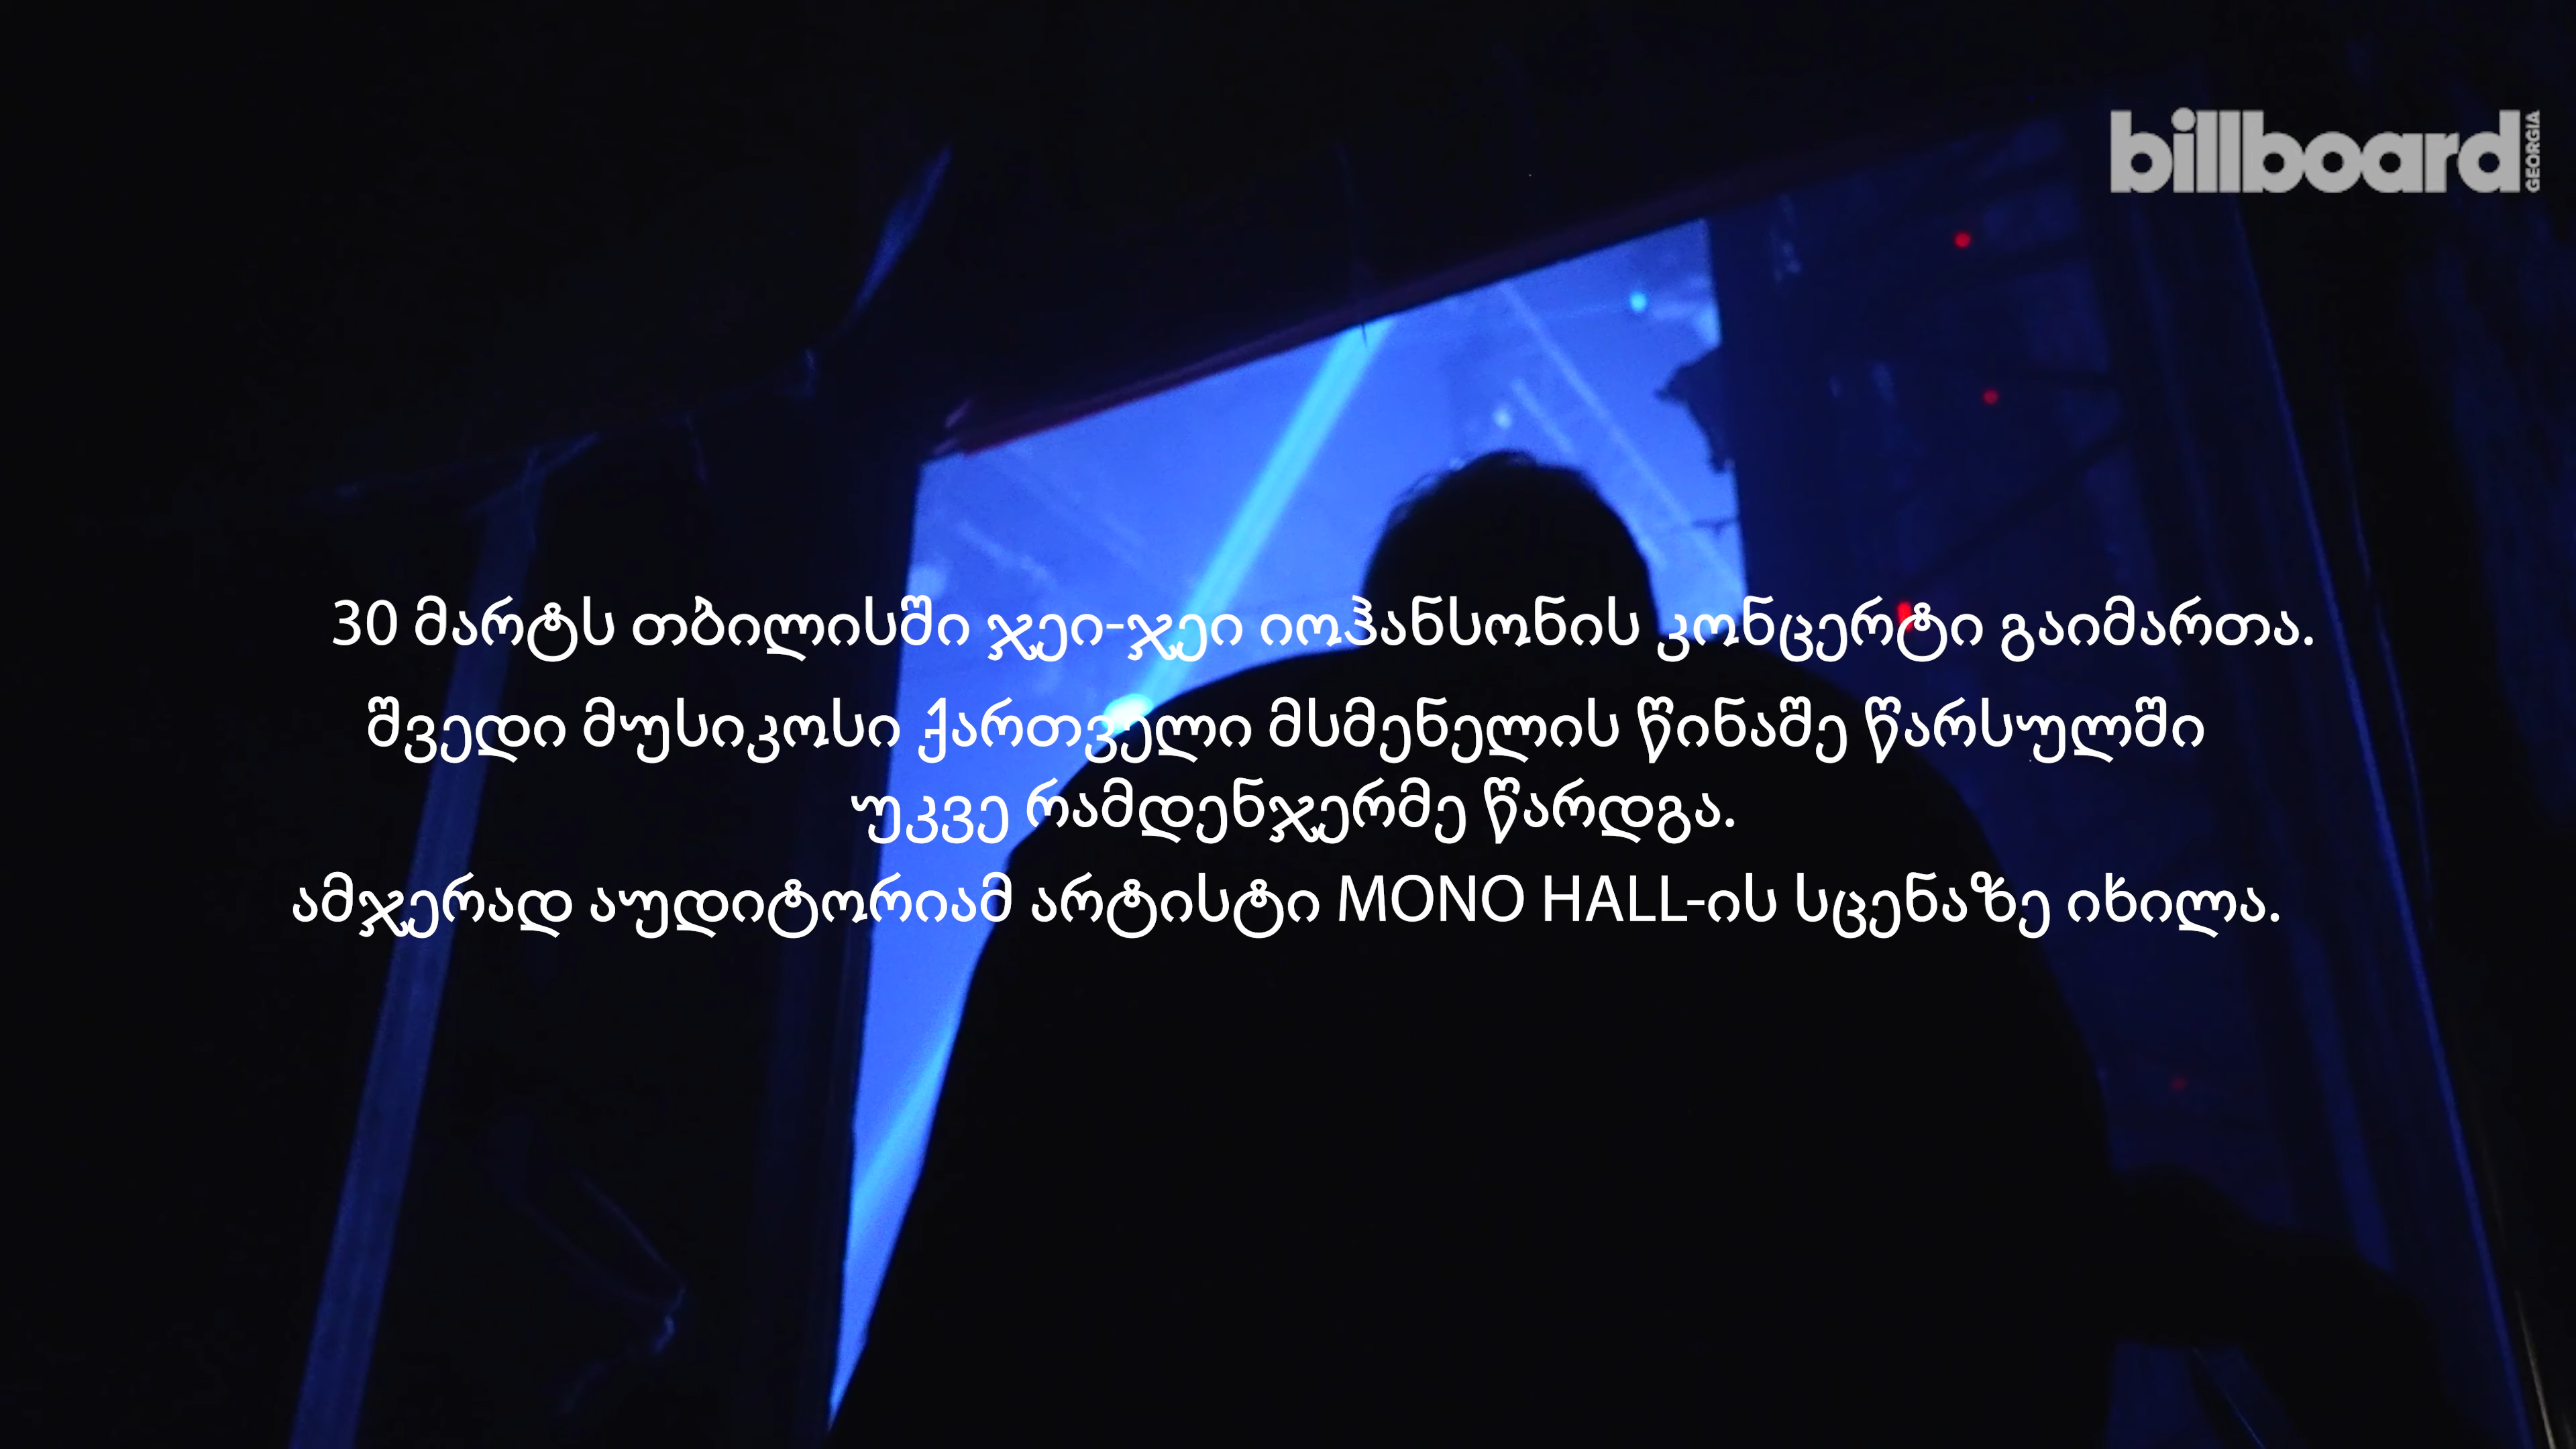 billboard
GEORGIA
30 მარტს თბილისში ჯეი-ჯეი იოჰანსონის კონცერტი გაიმართა.
შვედი მუსიკოსი ქართველი მსმენელის წინაშე წარსულში
უკვე რამდენჯერმე წარდგა.
ამჯერად აუდიტორიამ არტისტი MONO HALL-ის სცენაზე იხილა.